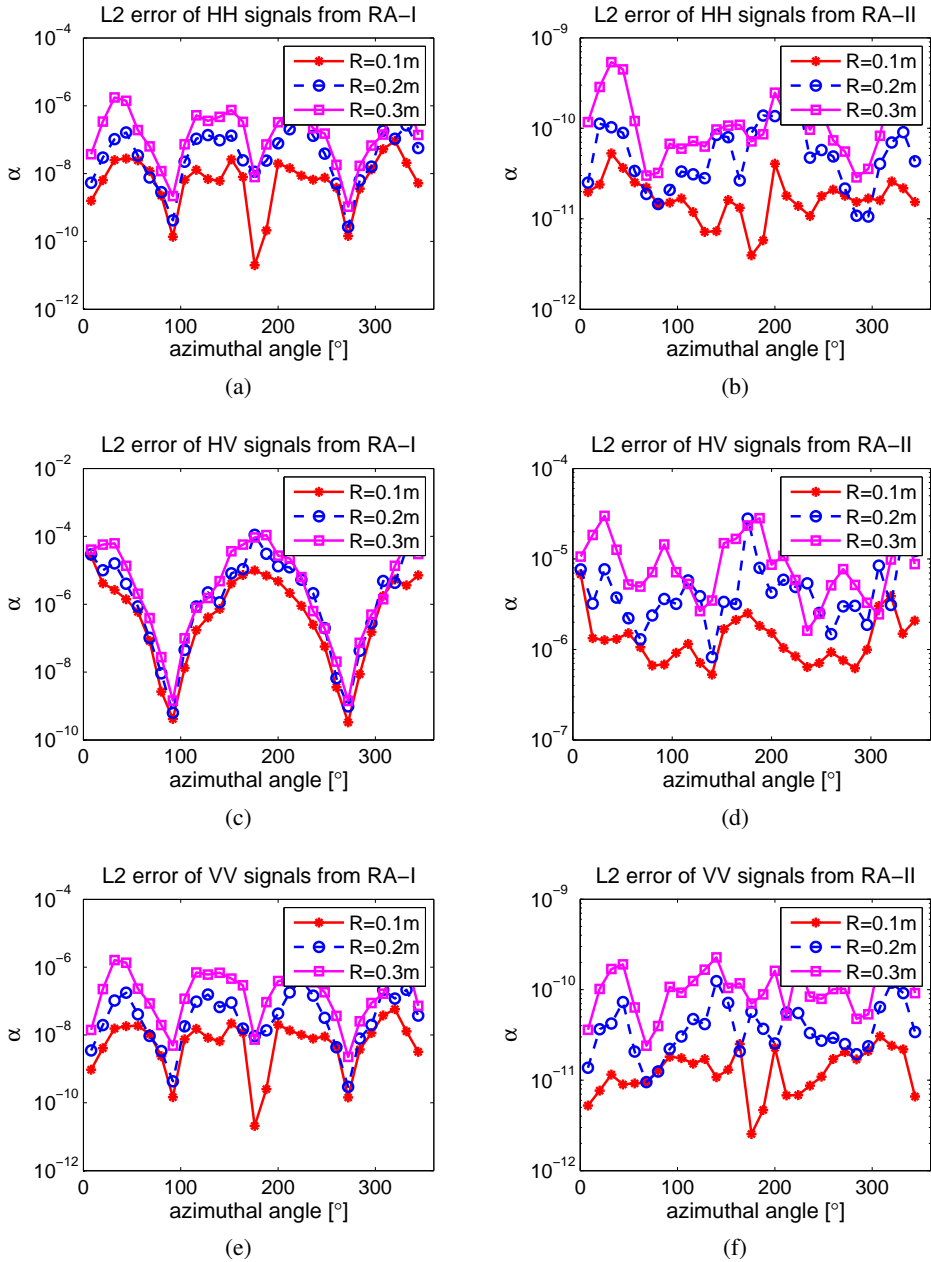 L2 error of HH signals from RA−I
10⁻⁴
10⁻⁶
10⁻⁸
10⁻¹⁰
10⁻¹²
α
R=0.1m
R=0.2m
R=0.3m
0 100 200 300
azimuthal angle [°]
(a)
L2 error of HH signals from RA−II
10⁻⁹
10⁻¹⁰
10⁻¹¹
10⁻¹²
α
R=0.1m
R=0.2m
R=0.3m
0 100 200 300
azimuthal angle [°]
(b)
L2 error of HV signals from RA−I
10⁻²
10⁻⁴
10⁻⁶
10⁻⁸
10⁻¹⁰
α
R=0.1m
R=0.2m
R=0.3m
0 100 200 300
azimuthal angle [°]
(c)
L2 error of HV signals from RA−II
10⁻⁴
10⁻⁵
10⁻⁶
10⁻⁷
α
R=0.1m
R=0.2m
R=0.3m
0 100 200 300
azimuthal angle [°]
(d)
L2 error of VV signals from RA−I
10⁻⁴
10⁻⁶
10⁻⁸
10⁻¹⁰
10⁻¹²
α
R=0.1m
R=0.2m
R=0.3m
0 100 200 300
azimuthal angle [°]
(e)
L2 error of VV signals from RA−II
10⁻⁹
10⁻¹⁰
10⁻¹¹
10⁻¹²
α
R=0.1m
R=0.2m
R=0.3m
0 100 200 300
azimuthal angle [°]
(f)